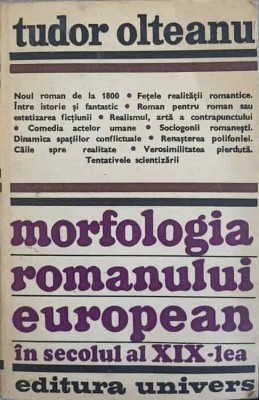 tudor olteanu
Noul roman de la 1800 • Fețele realității romantice.
Între istorie și fantastic • Roman pentru roman sau
estetizarea ficțiunii • Realismul, artă a contrapunctului
• Comedia actelor umane • Sociogonii romanești.
Dinamica spațiilor conflictuale • Renașterea polifoniei.
Căile spre realitate • Verosimilitatea pierdută.
Tentativele scientizării
morfologia
romanului
european
în secolul al XIX-lea
editura univers